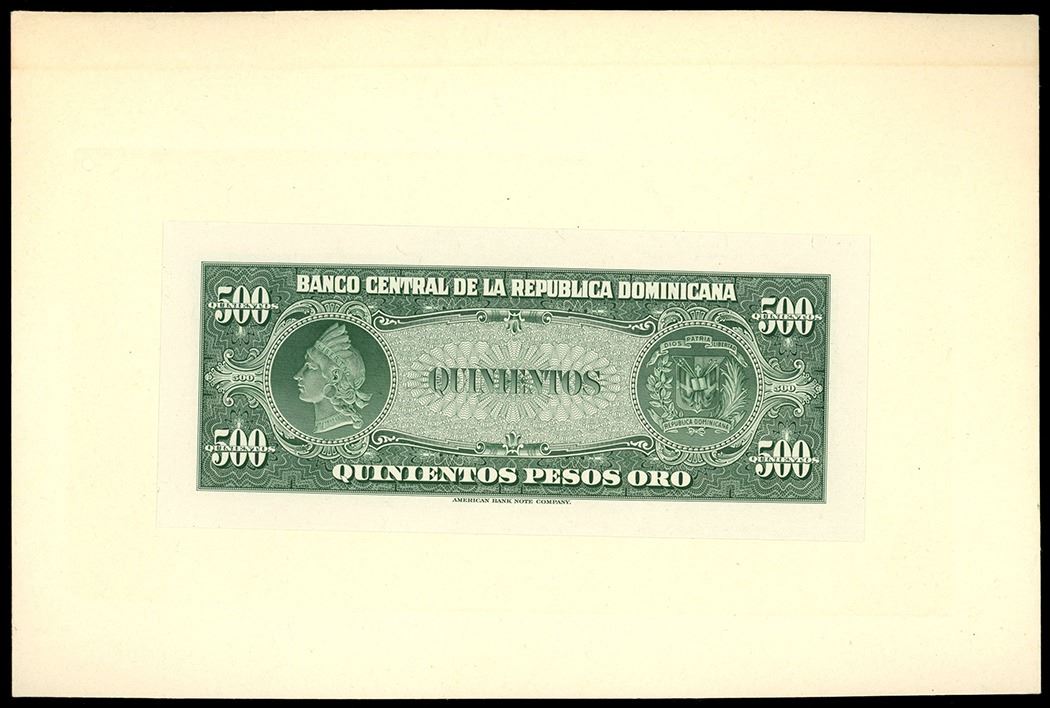 BANCO CENTRAL DE LA REPUBLICA DOMINICANA
500 QUINIENTOS
500 QUINIENTOS
DIOS PATRIA LIBERTAD
500
QUINIENTOS
500
REPUBLICA DOMINICANA
500 QUINIENTOS
500 QUINIENTOS
QUINIENTOS PESOS ORO
AMERICAN BANK NOTE COMPANY.